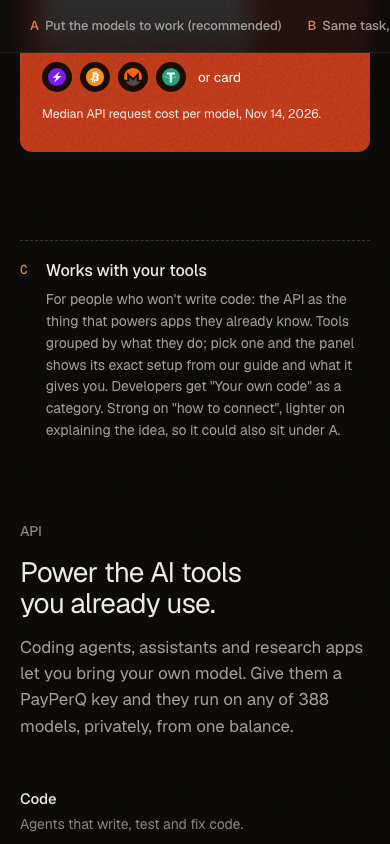 A Put the models to work (recommended) B Same task,
or card
Median API request cost per model, Nov 14, 2026.
C Works with your tools
For people who won't write code: the API as the
thing that powers apps they already know. Tools
grouped by what they do; pick one and the panel
shows its exact setup from our guide and what it
gives you. Developers get "Your own code" as a
category. Strong on "how to connect", lighter on
explaining the idea, so it could also sit under A.
API
Power the AI tools
you already use.
Coding agents, assistants and research apps
let you bring your own model. Give them a
PayPerQ key and they run on any of 388
models, privately, from one balance.
Code
Agents that write, test and fix code.